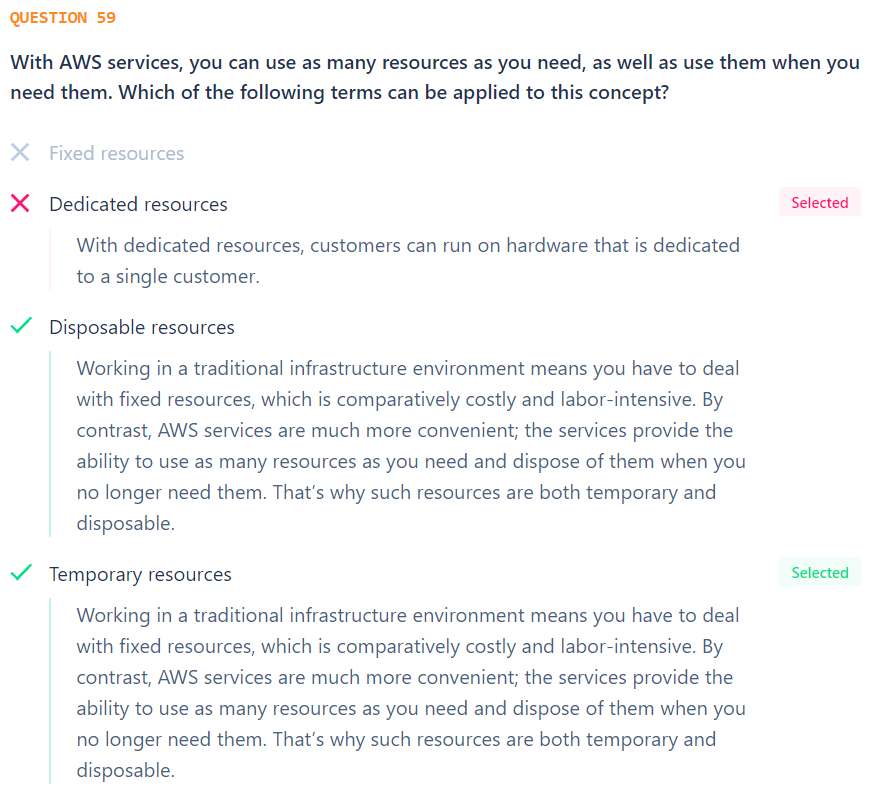 QUESTION 59
With AWS services, you can use as many resources as you need, as well as use them when you
need them. Which of the following terms can be applied to this concept?
Fixed resources
Dedicated resources
Selected
With dedicated resources, customers can run on hardware that is dedicated
to a single customer.
Disposable resources
Working in a traditional infrastructure environment means you have to deal
with fixed resources, which is comparatively costly and labor-intensive. By
contrast, AWS services are much more convenient; the services provide the
ability to use as many resources as you need and dispose of them when you
no longer need them. That’s why such resources are both temporary and
disposable.
Temporary resources
Selected
Working in a traditional infrastructure environment means you have to deal
with fixed resources, which is comparatively costly and labor-intensive. By
contrast, AWS services are much more convenient; the services provide the
ability to use as many resources as you need and dispose of them when you
no longer need them. That’s why such resources are both temporary and
disposable.